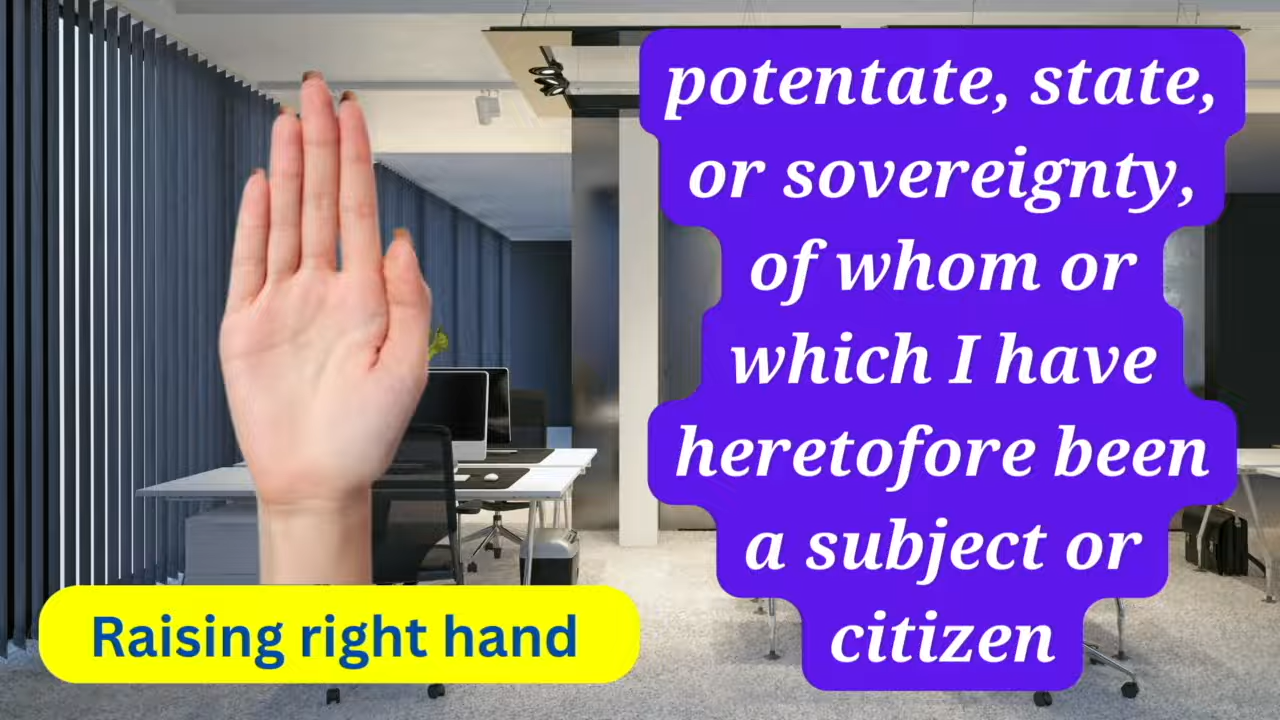 potentate, state,
or sovereignty,
of whom or
which I have
heretofore been
a subject or
citizen
Raising right hand